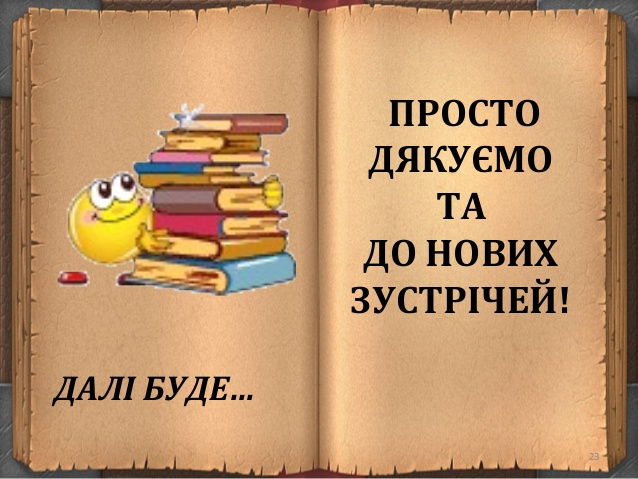 ДАЛІ БУДЕ...
ПРОСТО
ДЯКУЄМО
ТА
ДО НОВИХ
ЗУСТРІЧЕЙ!
23